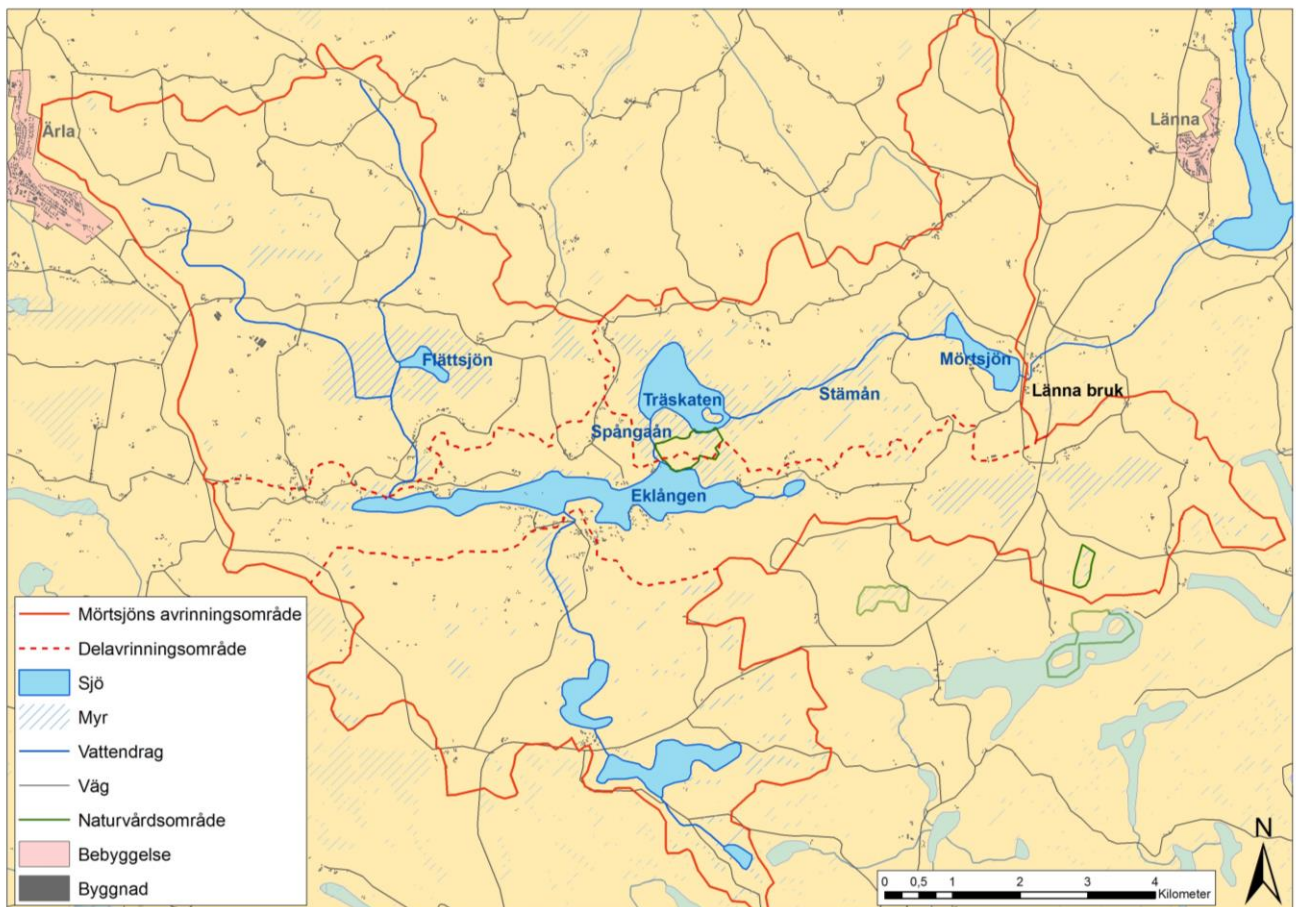 Ärla
Länna
Flättsjön
Mörtsjön
Länna bruk
Träskaten
Stämån
Spångaån
Eklången
Mörtsjöns avrinningsområde
Delavrinningsområde
Sjö
Myr
Vattendrag
Väg
Naturvårdsområde
Bebyggelse
Byggnad
N
0 0,5 1 2 3 4
Kilometer